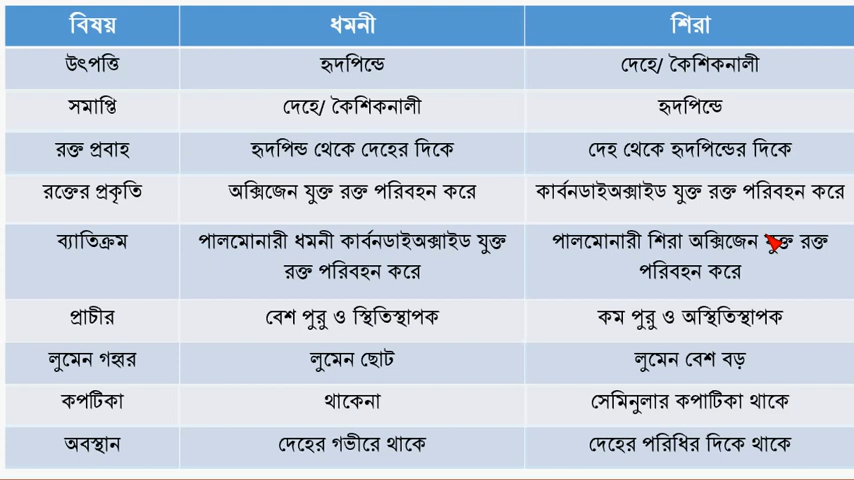 বিষয় ধমনী শিরা
উৎপত্তি হৃদপিন্ডে দেহে/ কৈশিকনালী
সমাপ্তি দেহে/ কৈশিকনালী হৃদপিন্ডে
রক্ত প্রবাহ হৃদপিন্ড থেকে দেহের দিকে দেহ থেকে হৃদপিন্ডের দিকে
রক্তের প্রকৃতি অক্সিজেন যুক্ত রক্ত পরিবহন করে কার্বনডাইঅক্সাইড যুক্ত রক্ত পরিবহন করে
ব্যাতিক্রম পালমোনারী ধমনী কার্বনডাইঅক্সাইড যুক্ত রক্ত পরিবহন করে পালমোনারী শিরা অক্সিজেন যুক্ত রক্ত পরিবহন করে
প্রাচীর বেশ পুরু ও স্থিতিস্থাপক কম পুরু ও অস্থিতিস্থাপক
লুমেন গহ্বর লুমেন ছোট লুমেন বেশ বড়
কপটিকা থাকেনা সেমিনুলার কপাটিকা থাকে
অবস্থান দেহের গভীরে থাকে দেহের পরিধির দিকে থাকে